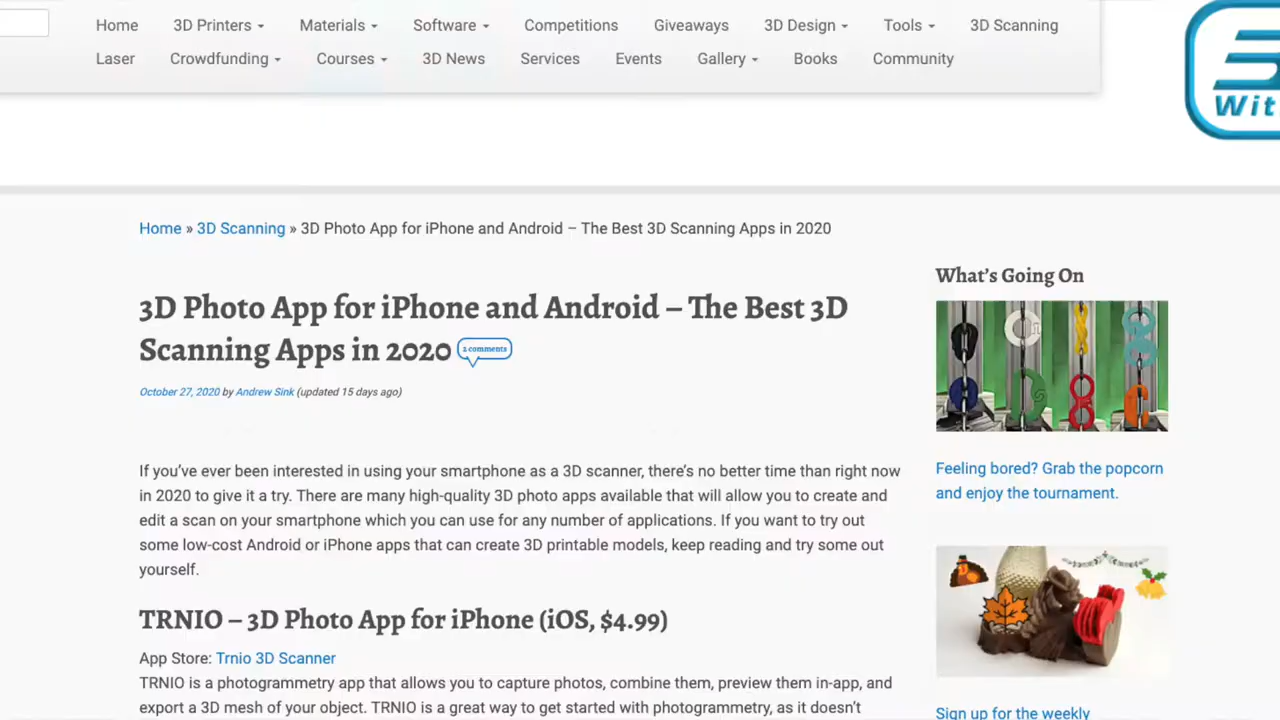 Home 3D Printers Materials Software Competitions Giveaways 3D Design Tools 3D Scanning
Laser Crowdfunding Courses 3D News Services Events Gallery Books Community
Wit
Home » 3D Scanning » 3D Photo App for iPhone and Android – The Best 3D Scanning Apps in 2020
3D Photo App for iPhone and Android – The Best 3D
Scanning Apps in 2020 2 comments
October 27, 2020 by Andrew Sink (updated 15 days ago)
If you've ever been interested in using your smartphone as a 3D scanner, there's no better time than right now
in 2020 to give it a try. There are many high-quality 3D photo apps available that will allow you to create and
edit a scan on your smartphone which you can use for any number of applications. If you want to try out
some low-cost Android or iPhone apps that can create 3D printable models, keep reading and try some out
yourself.
TRNIO – 3D Photo App for iPhone (iOS, $4.99)
App Store: Trnio 3D Scanner
TRNIO is a photogrammetry app that allows you to capture photos, combine them, preview them in-app, and
export a 3D mesh of your object. TRNIO is a great way to get started with photogrammetry, as it doesn't
What's Going On
Feeling bored? Grab the popcorn
and enjoy the tournament.
Sign up for the weekly